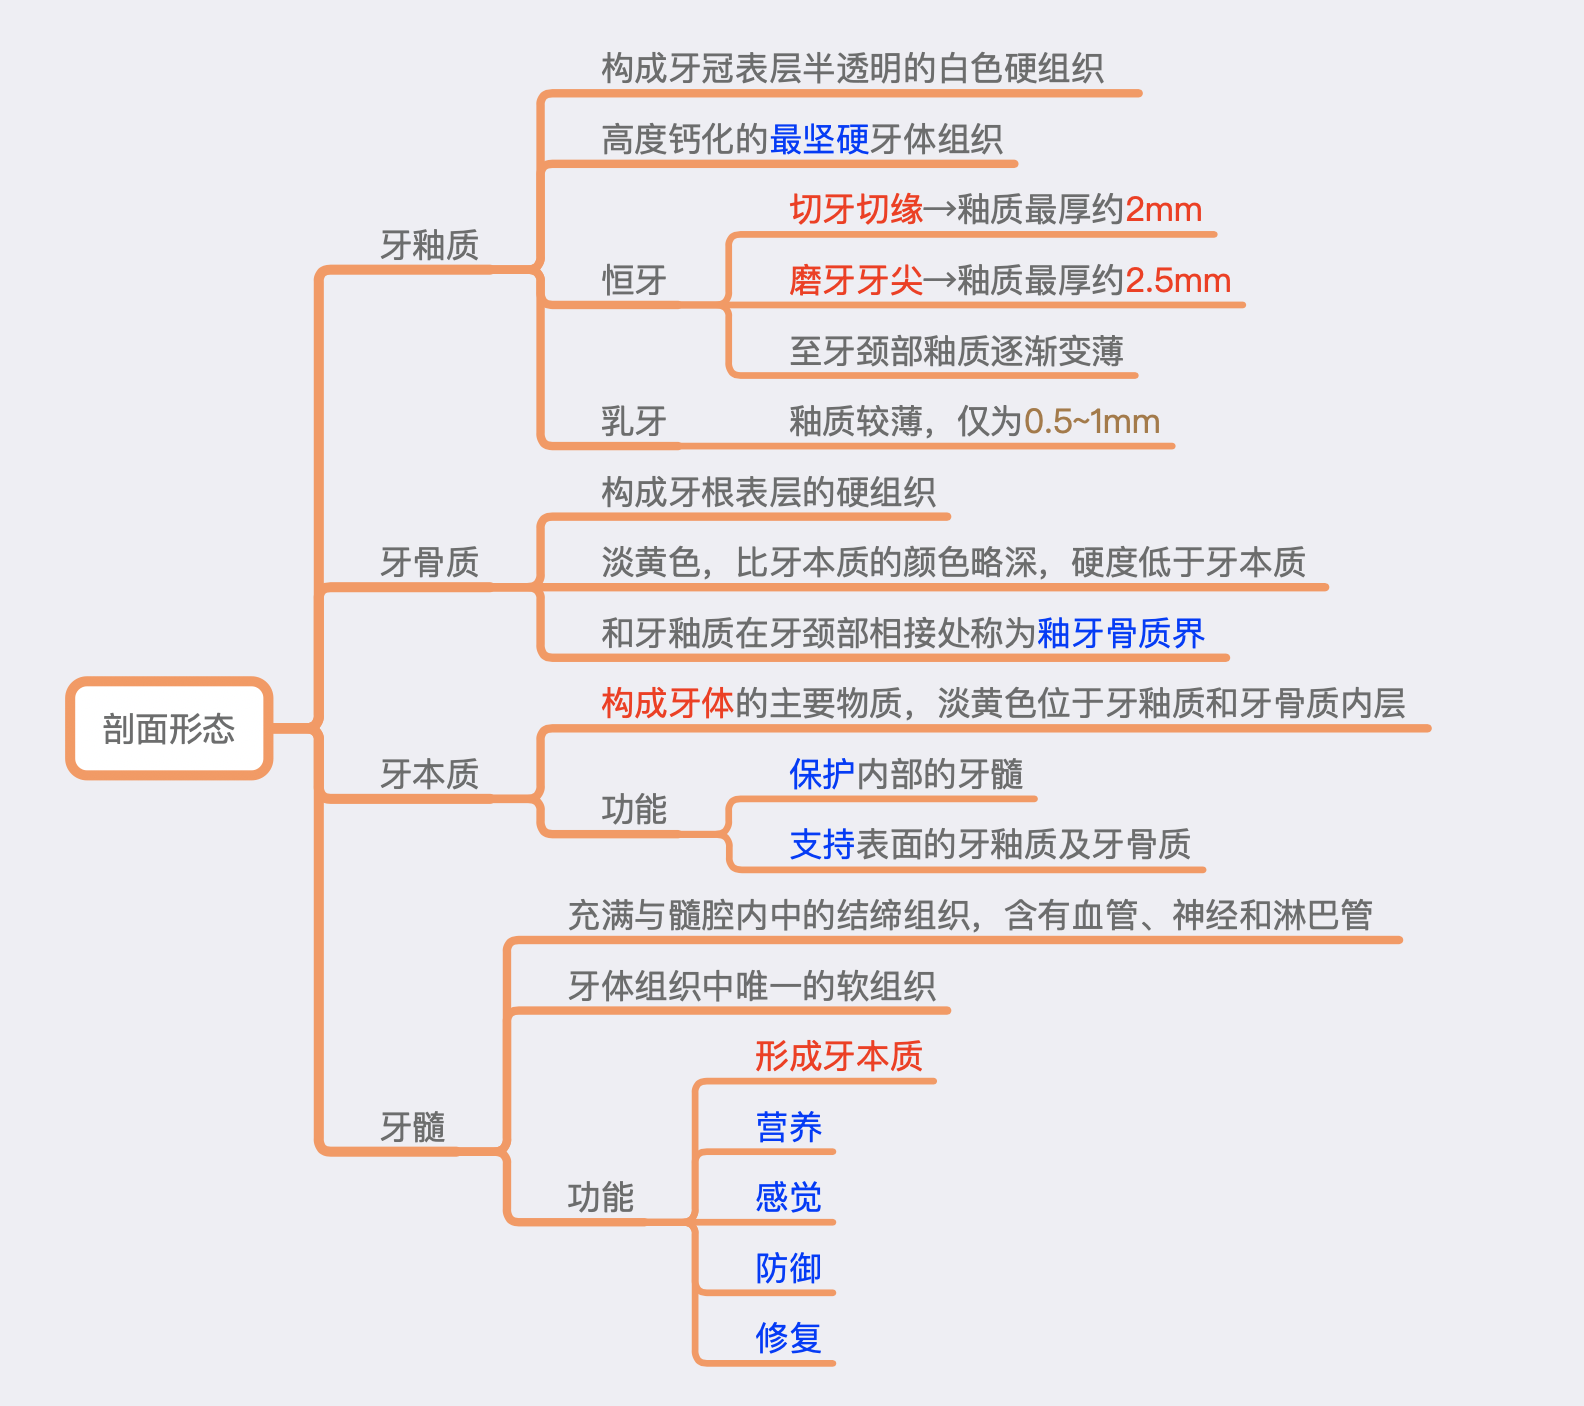 构成牙冠表层半透明的白色硬组织
高度钙化的最坚硬牙体组织
切牙切缘→釉质最厚约2mm
牙釉质
恒牙
磨牙牙尖→釉质最厚约2.5mm
至牙颈部釉质逐渐变薄
乳牙
釉质较薄，仅为0.5~1mm
构成牙根表层的硬组织
牙骨质
淡黄色，比牙本质的颜色略深，硬度低于牙本质
和牙釉质在牙颈部相接处称为釉牙骨质界
剖面形态
构成牙体的主要物质，淡黄色位于牙釉质和牙骨质内层
牙本质
保护内部的牙髓
功能
支持表面的牙釉质及牙骨质
充满与髓腔内中的结缔组织，含有血管、神经和淋巴管
牙体组织中唯一的软组织
形成牙本质
牙髓
营养
功能
感觉
防御
修复